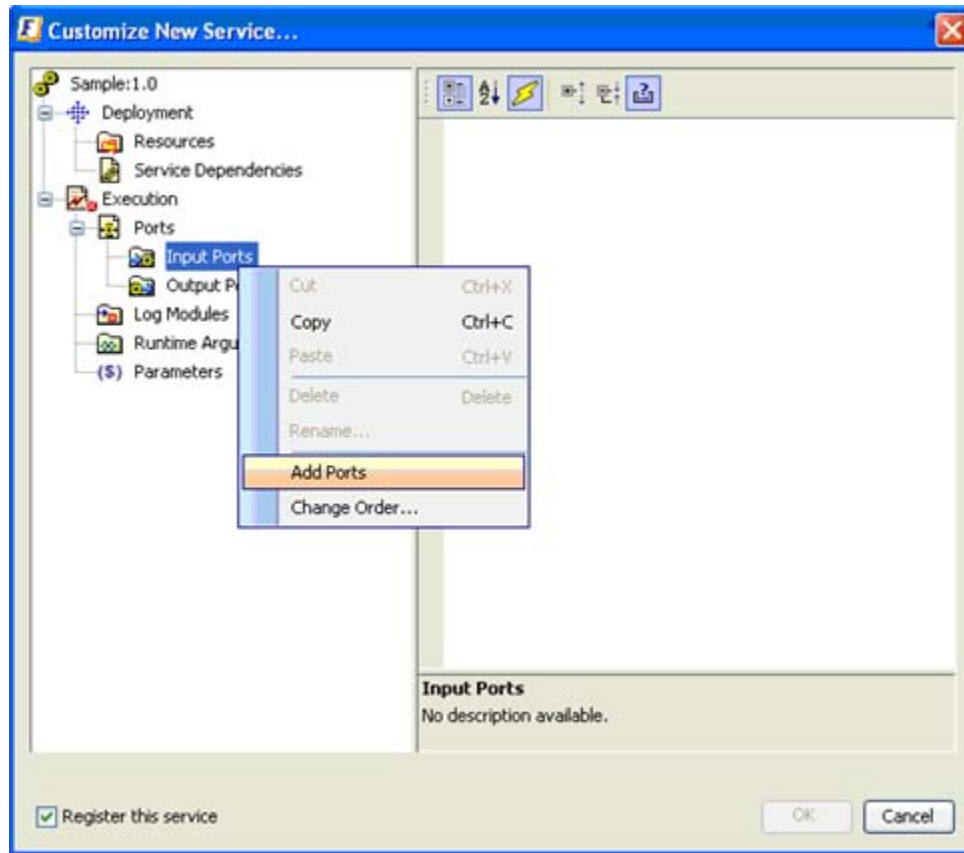 Customize New Service...
Sample:1.0
Deployment
Resources
Service Dependencies
Execution
Ports
Input Ports
Output P
Log Modules
Runtime Argu
($) Parameters
Cut Ctrl+X
Copy Ctrl+C
Paste Ctrl+V
Delete Delete
Rename...
Add Ports
Change Order...
Input Ports
No description available.
Register this service
OK
Cancel